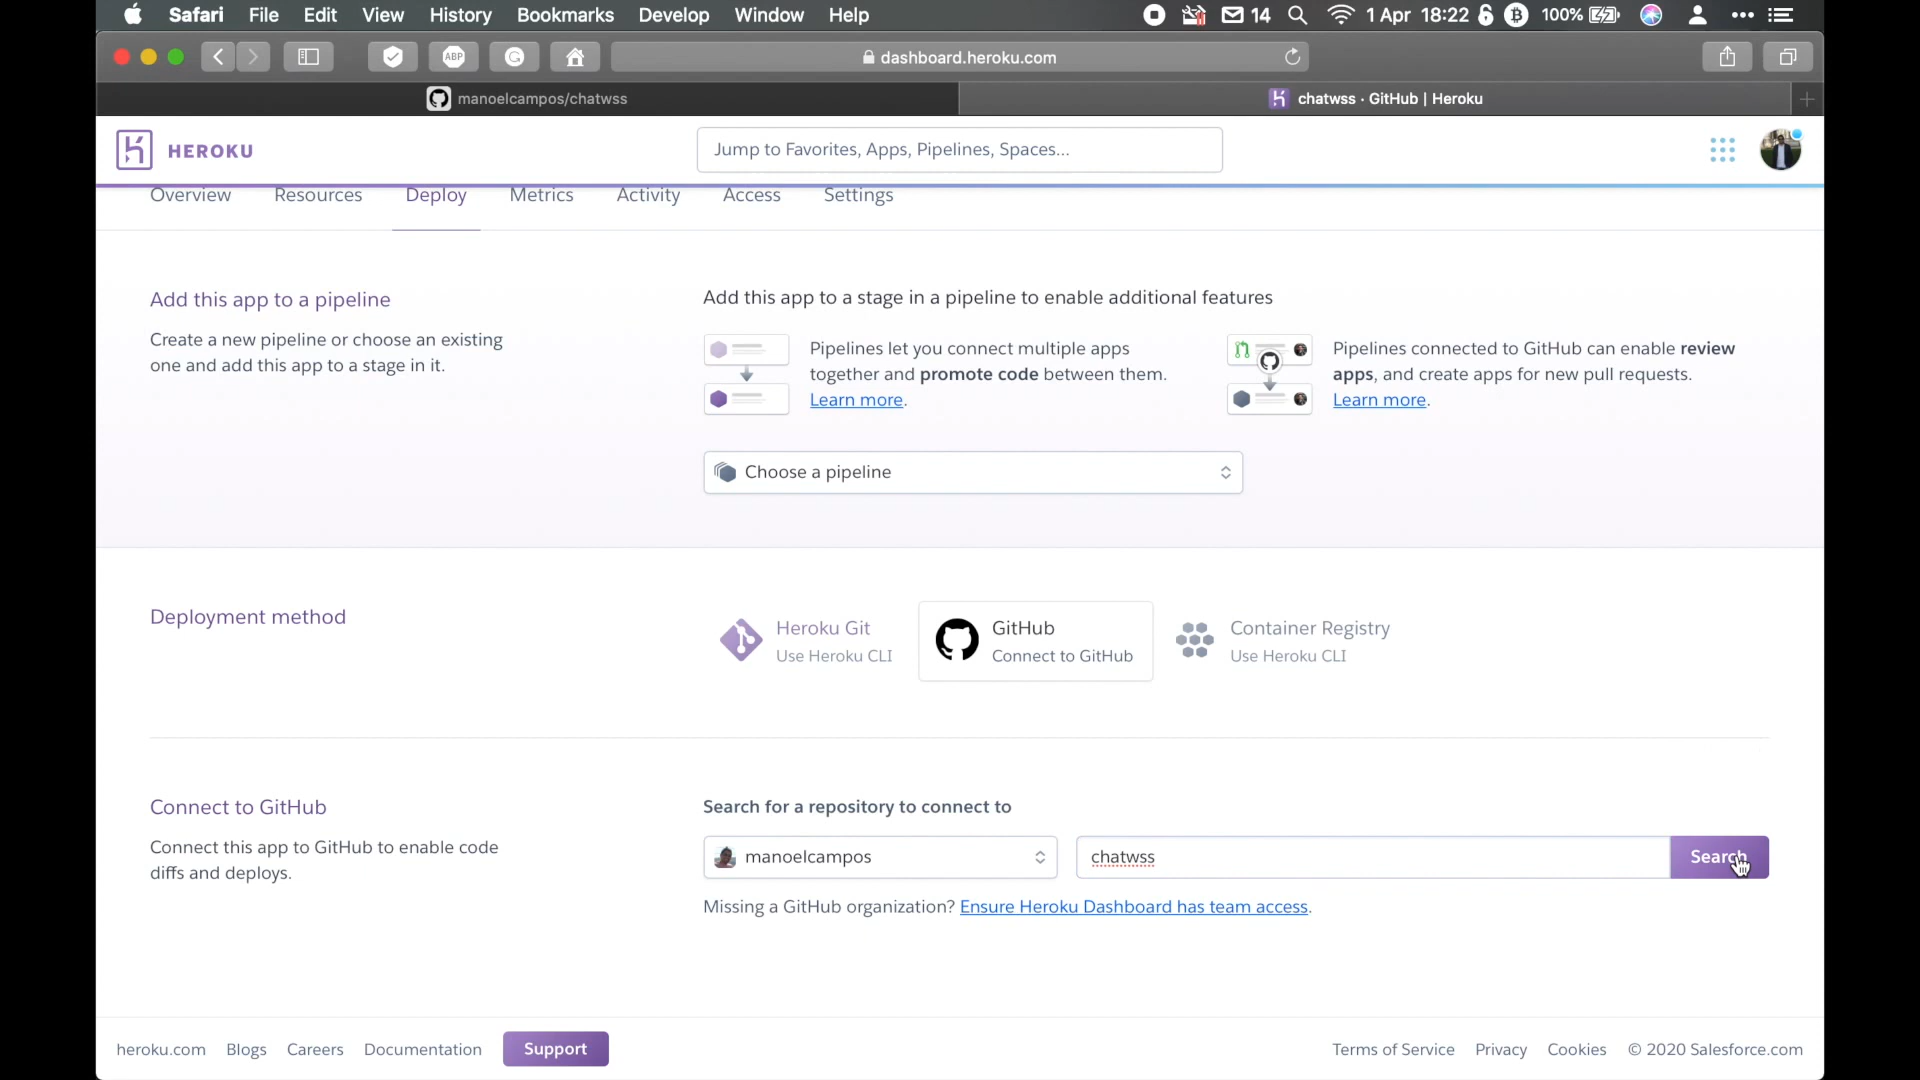 Safari File Edit View History Bookmarks Develop Window Help 14 1 Apr 18:22 100%
ABP G dashboard.heroku.com
manoelcampos/chatwss chatwss · GitHub | Heroku
HEROKU Jump to Favorites, Apps, Pipelines, Spaces...
Overview Resources Deploy Metrics Activity Access Settings
Add this app to a pipeline
Create a new pipeline or choose an existing
one and add this app to a stage in it.
Add this app to a stage in a pipeline to enable additional features
Pipelines let you connect multiple apps
together and promote code between them.
Learn more.
Pipelines connected to GitHub can enable review
apps, and create apps for new pull requests.
Learn more.
Choose a pipeline
Deployment method
Heroku Git
Use Heroku CLI
GitHub
Connect to GitHub
Container Registry
Use Heroku CLI
Connect to GitHub
Connect this app to GitHub to enable code
diffs and deploys.
Search for a repository to connect to
manoelcampos chatwss Search
Missing a GitHub organization? Ensure Heroku Dashboard has team access.
heroku.com Blogs Careers Documentation Support Terms of Service Privacy Cookies © 2020 Salesforce.com